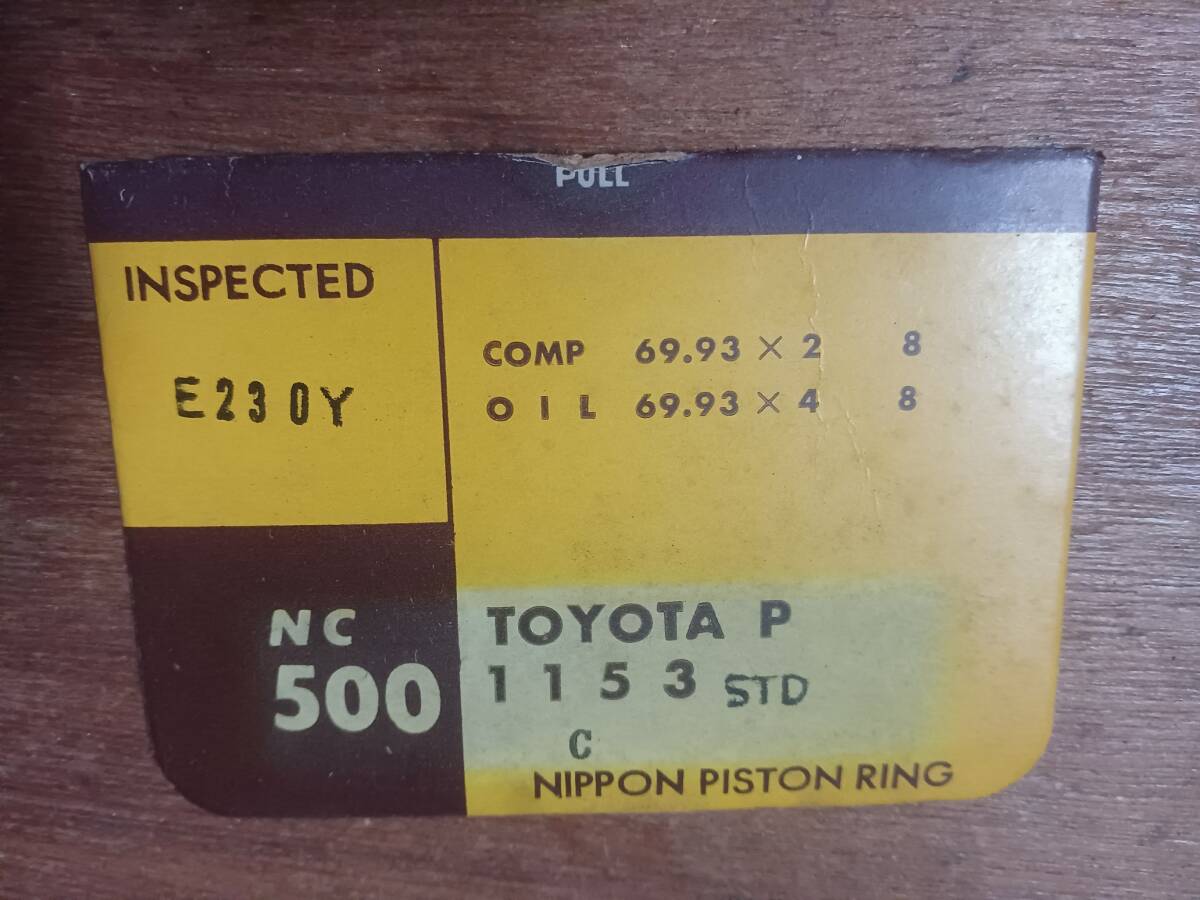 PULL
INSPECTED
E230Y
COMP 69.93 × 2 8
OIL 69.93 × 4 8
NC
500
TOYOTA P
1153 STD
C
NIPPON PISTON RING